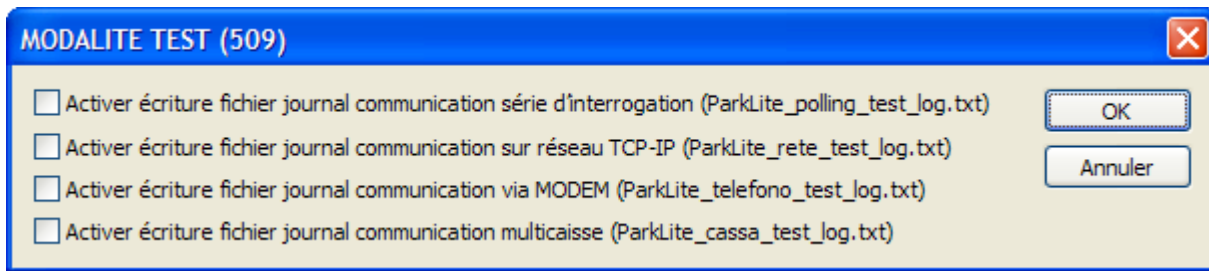 MODALITE TEST (509)
Activer écriture fichier journal communication série d'interrogation (ParkLite_polling_test_log.txt)
OK
Activer écriture fichier journal communication sur réseau TCP-IP (ParkLite_rete_test_log.txt)
Annuler
Activer écriture fichier journal communication via MODEM (ParkLite_telefono_test_log.txt)
Activer écriture fichier journal communication multicaisse (ParkLite_cassa_test_log.txt)